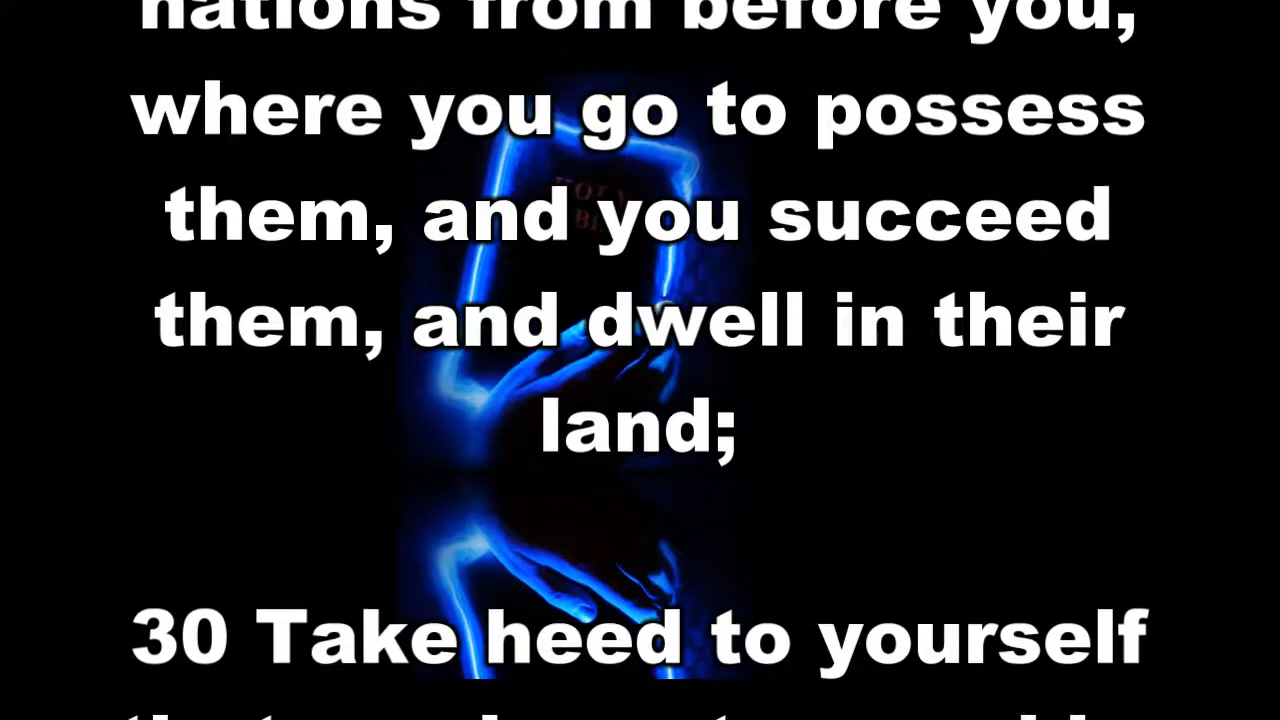 nations from before you,
where you go to possess
them, and you succeed
them, and dwell in their
land;
30 Take heed to yourself
HOLY